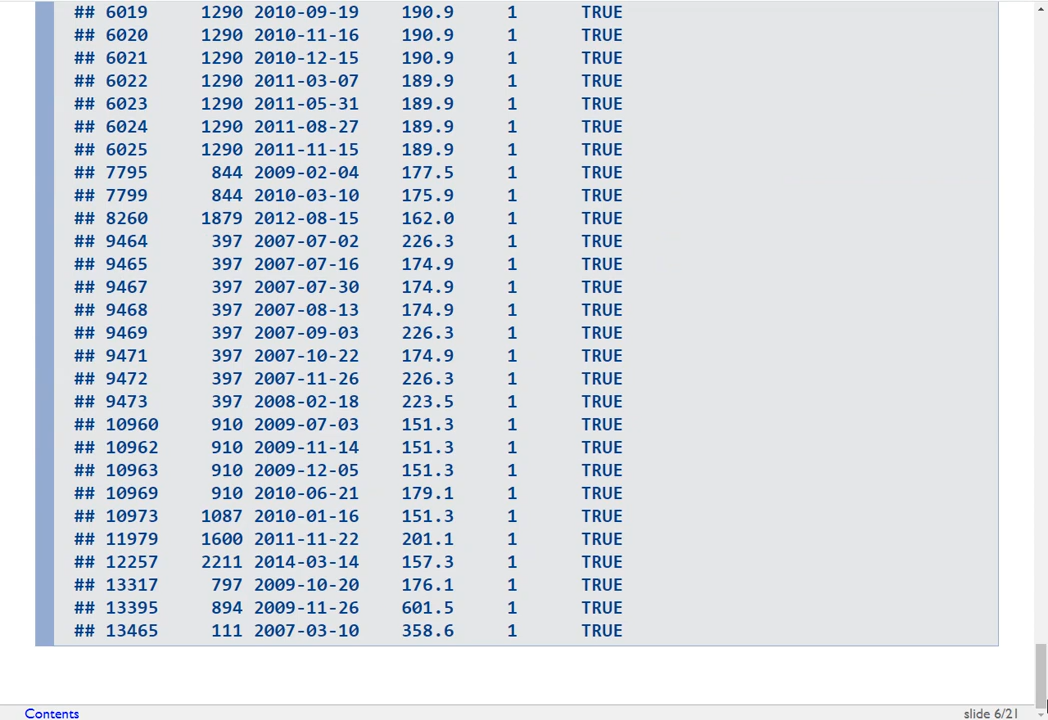 ## 6019 1290 2010-09-19 190.9 1 TRUE
## 6020 1290 2010-11-16 190.9 1 TRUE
## 6021 1290 2010-12-15 190.9 1 TRUE
## 6022 1290 2011-03-07 189.9 1 TRUE
## 6023 1290 2011-05-31 189.9 1 TRUE
## 6024 1290 2011-08-27 189.9 1 TRUE
## 6025 1290 2011-11-15 189.9 1 TRUE
## 7795 844 2009-02-04 177.5 1 TRUE
## 7799 844 2010-03-10 175.9 1 TRUE
## 8260 1879 2012-08-15 162.0 1 TRUE
## 9464 397 2007-07-02 226.3 1 TRUE
## 9465 397 2007-07-16 174.9 1 TRUE
## 9467 397 2007-07-30 174.9 1 TRUE
## 9468 397 2007-08-13 174.9 1 TRUE
## 9469 397 2007-09-03 226.3 1 TRUE
## 9471 397 2007-10-22 174.9 1 TRUE
## 9472 397 2007-11-26 226.3 1 TRUE
## 9473 397 2008-02-18 223.5 1 TRUE
## 10960 910 2009-07-03 151.3 1 TRUE
## 10962 910 2009-11-14 151.3 1 TRUE
## 10963 910 2009-12-05 151.3 1 TRUE
## 10969 910 2010-06-21 179.1 1 TRUE
## 10973 1087 2010-01-16 151.3 1 TRUE
## 11979 1600 2011-11-22 201.1 1 TRUE
## 12257 2211 2014-03-14 157.3 1 TRUE
## 13317 797 2009-10-20 176.1 1 TRUE
## 13395 894 2009-11-26 601.5 1 TRUE
## 13465 111 2007-03-10 358.6 1 TRUE
Contents slide 6/21